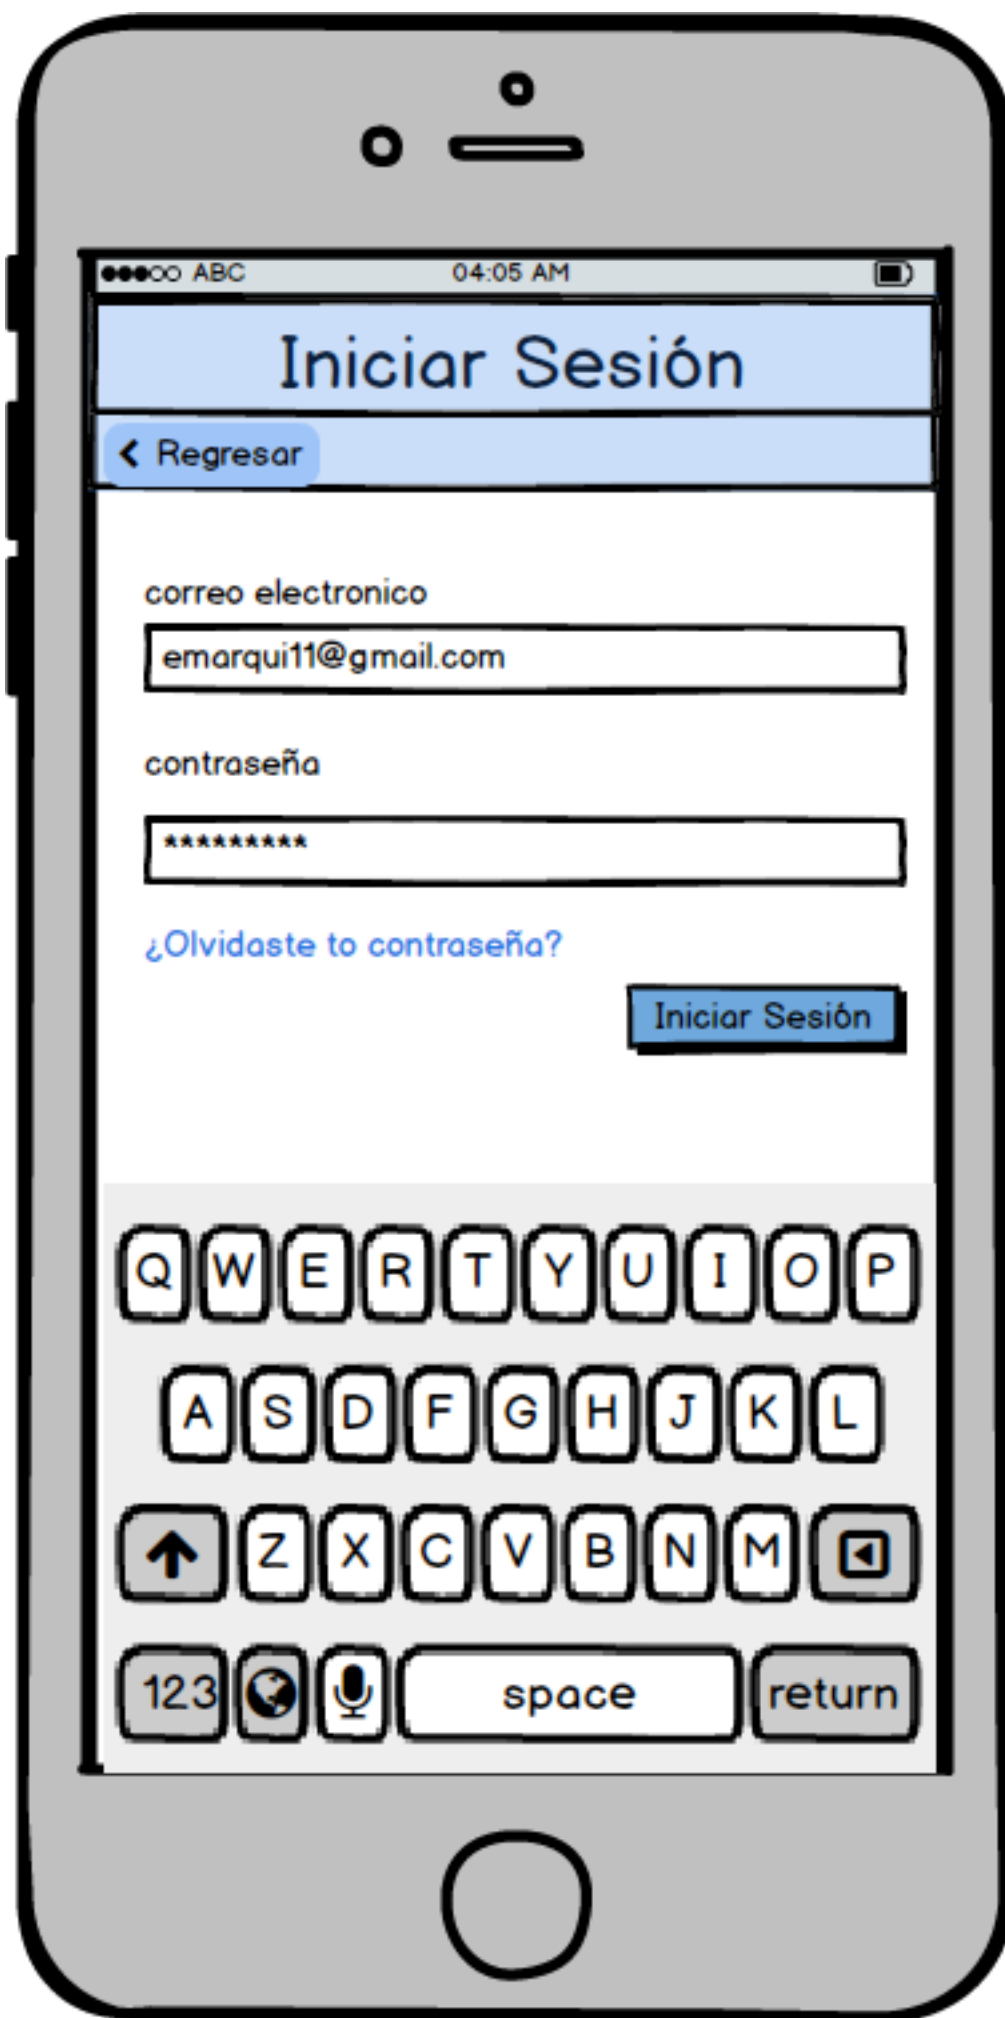 ABC 04:05 AM
Iniciar Sesión
Regresar
correo electronico
emarqui11@gmail.com
contraseña
*********
¿Olvidaste to contraseña?
Iniciar Sesión
Q W E R T Y U I O P
A S D F G H J K L
Z X C V B N M
123 space return